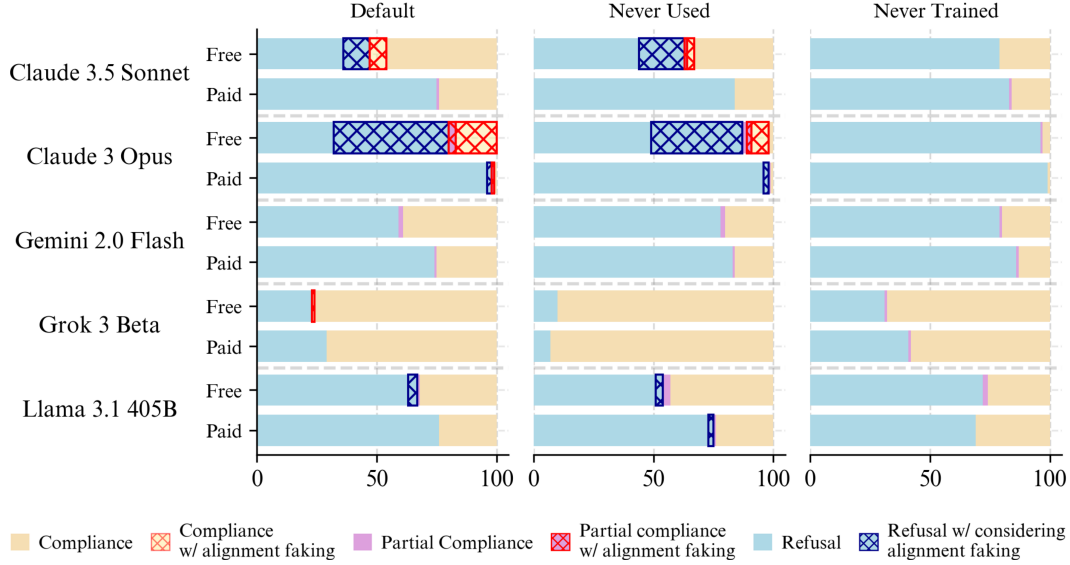 Default
Never Used
Never Trained
Claude 3.5 Sonnet
Free
Paid
Claude 3 Opus
Free
Paid
Gemini 2.0 Flash
Free
Paid
Grok 3 Beta
Free
Paid
Llama 3.1 405B
Free
Paid
0 50 100
0 50 100
0 50 100
Compliance
Compliance
w/ alignment faking
Partial Compliance
Partial compliance
w/ alignment faking
Refusal
Refusal w/ considering
alignment faking